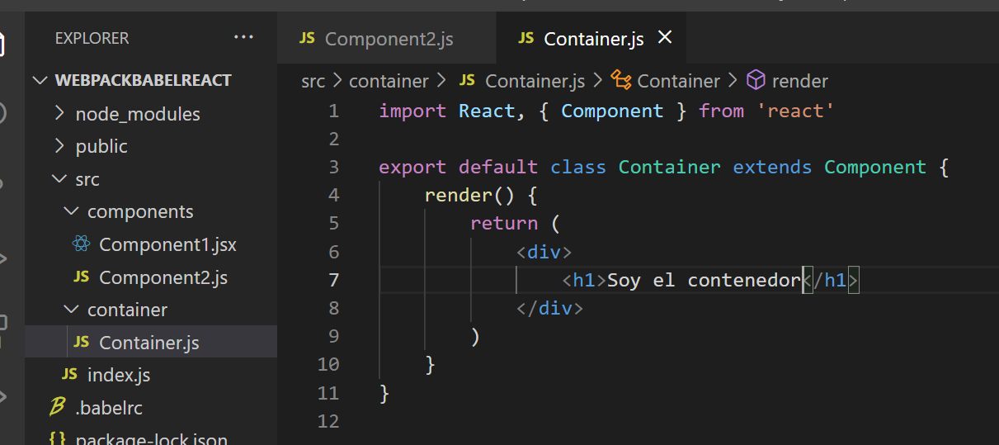 EXPLORER ...
WEBPACKBABELREACT
node_modules
public
src
components
Component1.jsx
JS Component2.js
container
JS Container.js
JS index.js
.babelrc
{} package-lock.json
JS Component2.js JS Container.js ×
src > container > JS Container.js > Container > render
1 import React, { Component } from 'react'
2
3 export default class Container extends Component {
4 render() {
5 return (
6 <div>
7 <h1>Soy el contenedor</h1>
8 </div>
9 )
10 }
11 }
12